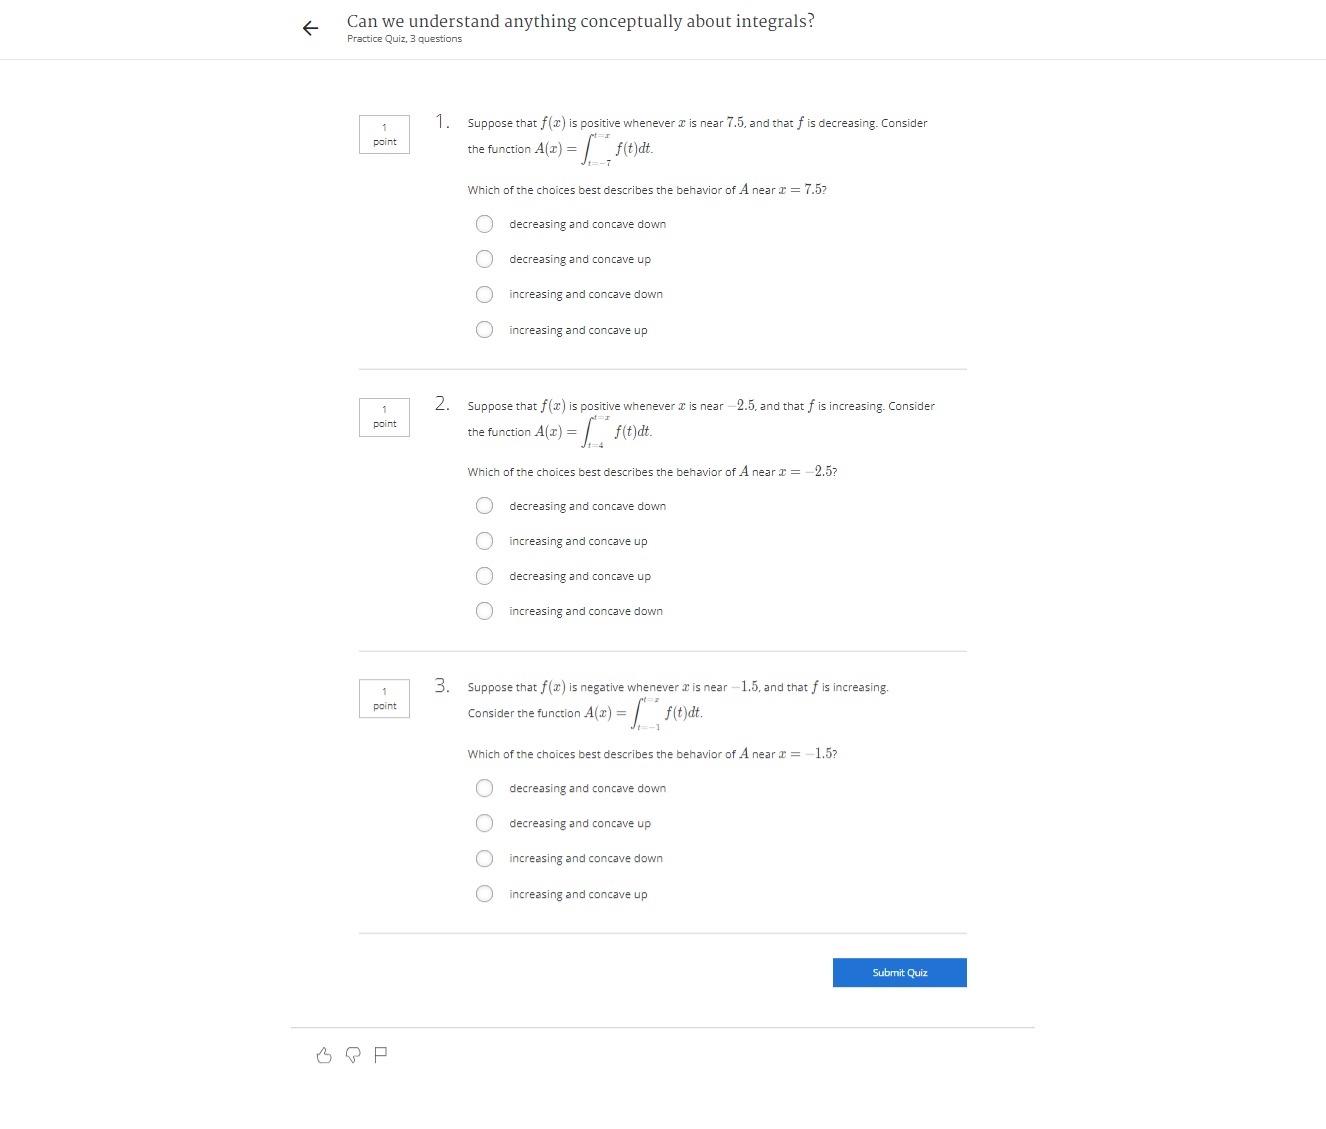 Can we understand anything conceptually about integrals?
Practice Quiz, 3 questions
1
point
1.
Suppose that f(x) is positive whenever x is near 7.5, and that f is decreasing. Consider
the function A(x) = ∫_{t=−7}^{t=x} f(t)dt.
Which of the choices best describes the behavior of A near x = 7.5?
decreasing and concave down
decreasing and concave up
increasing and concave down
increasing and concave up
1
point
2.
Suppose that f(x) is positive whenever x is near −2.5, and that f is increasing. Consider
the function A(x) = ∫_{t=4}^{t=x} f(t)dt.
Which of the choices best describes the behavior of A near x = −2.5?
decreasing and concave down
increasing and concave up
decreasing and concave up
increasing and concave down
1
point
3.
Suppose that f(x) is negative whenever x is near −1.5, and that f is increasing.
Consider the function A(x) = ∫_{t=−1}^{t=x} f(t)dt.
Which of the choices best describes the behavior of A near x = −1.5?
decreasing and concave down
decreasing and concave up
increasing and concave down
increasing and concave up
Submit Quiz